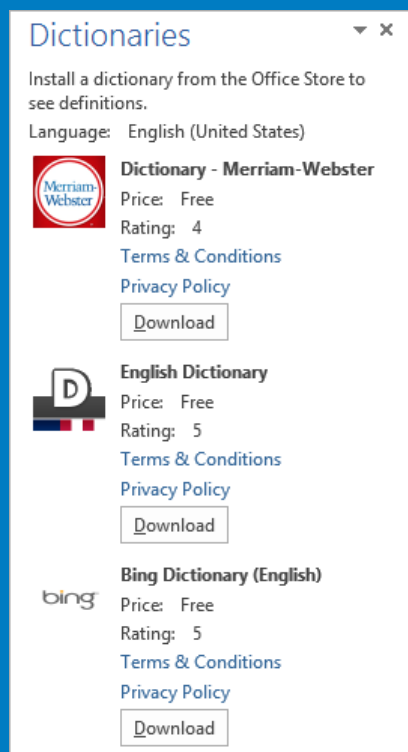 Dictionaries
Install a dictionary from the Office Store to
see definitions.
Language: English (United States)
Merriam-
Webster
Dictionary - Merriam-Webster
Price: Free
Rating: 4
Terms & Conditions
Privacy Policy
Download
D
English Dictionary
Price: Free
Rating: 5
Terms & Conditions
Privacy Policy
Download
bing
Bing Dictionary (English)
Price: Free
Rating: 5
Terms & Conditions
Privacy Policy
Download